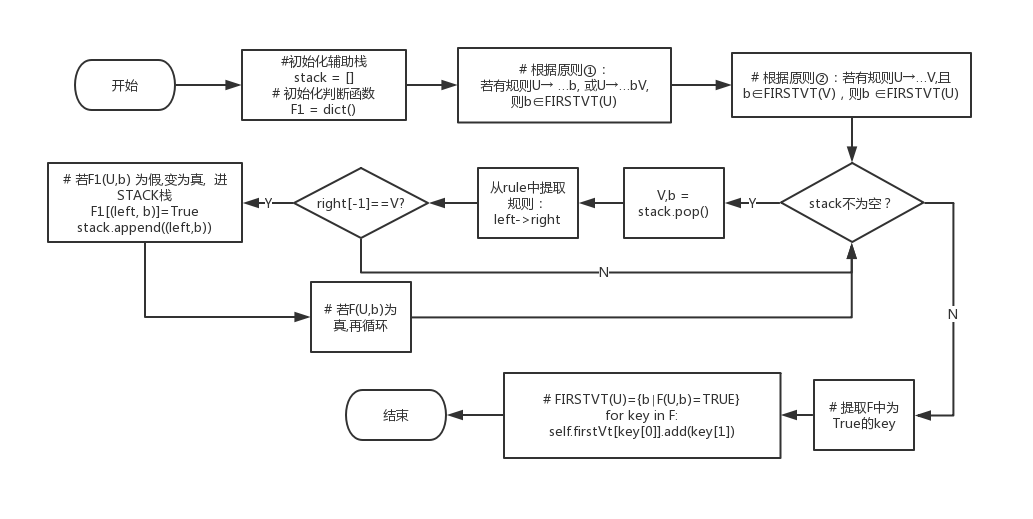 开始
#初始化辅助栈
stack = []
# 初始化判断函数
F1 = dict()
# 根据原则①：
若有规则U→ …b, 或U→…bV,
则b∈FIRSTVT(U)
# 根据原则②：若有规则U→…V,且
b∈FIRSTVT(V)，则b ∈FIRSTVT(U)
# 若F1(U,b) 为假,变为真，进
STACK栈
F1[(left, b)]=True
stack.append((left,b))
Y
right[-1]==V?
从rule中提取
规则：
left->right
V,b =
stack.pop()
Y
stack不为空？
N
# 若F(U,b)为
真,再循环
N
结束
# FIRSTVT(U)={b|F(U,b)=TRUE}
for key in F:
self.firstVt[key[0]].add(key[1])
# 提取F中为
True的key